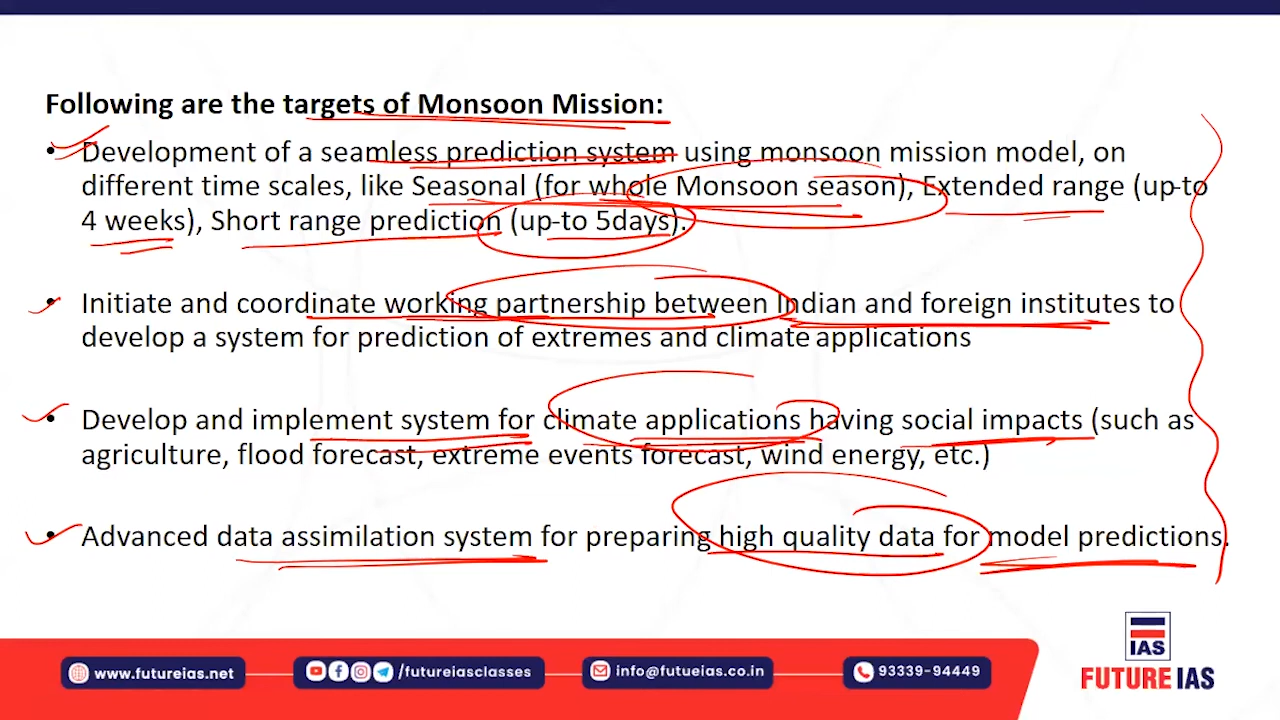 Following are the targets of Monsoon Mission:
• Development of a seamless prediction system using monsoon mission model, on
different time scales, like Seasonal (for whole Monsoon season), Extended range (up-to
4 weeks), Short range prediction (up-to 5days).
• Initiate and coordinate working partnership between Indian and foreign institutes to
develop a system for prediction of extremes and climate applications
• Develop and implement system for climate applications having social impacts (such as
agriculture, flood forecast, extreme events forecast, wind energy, etc.)
• Advanced data assimilation system for preparing high quality data for model predictions.
IAS
FUTURE IAS
www.futureias.net
/futureiasclasses
info@futueias.co.in
93339-94449